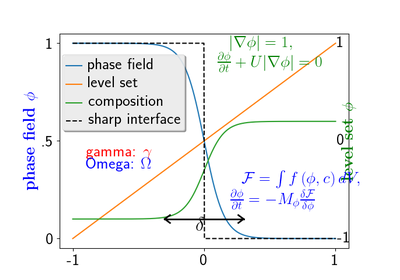 |∇ϕ| = 1,
∂ϕ/∂t + U|∇ϕ| = 0
phase field
level set
composition
sharp interface
gamma: γ
Omega: Ω
ℱ = ∫ f (ϕ, c) dV,
∂ϕ/∂t = −M_ϕ δℱ/δϕ
δ
phase field ϕ
1
.5
0
-1
0
1
level set ϕ
1
0
-1